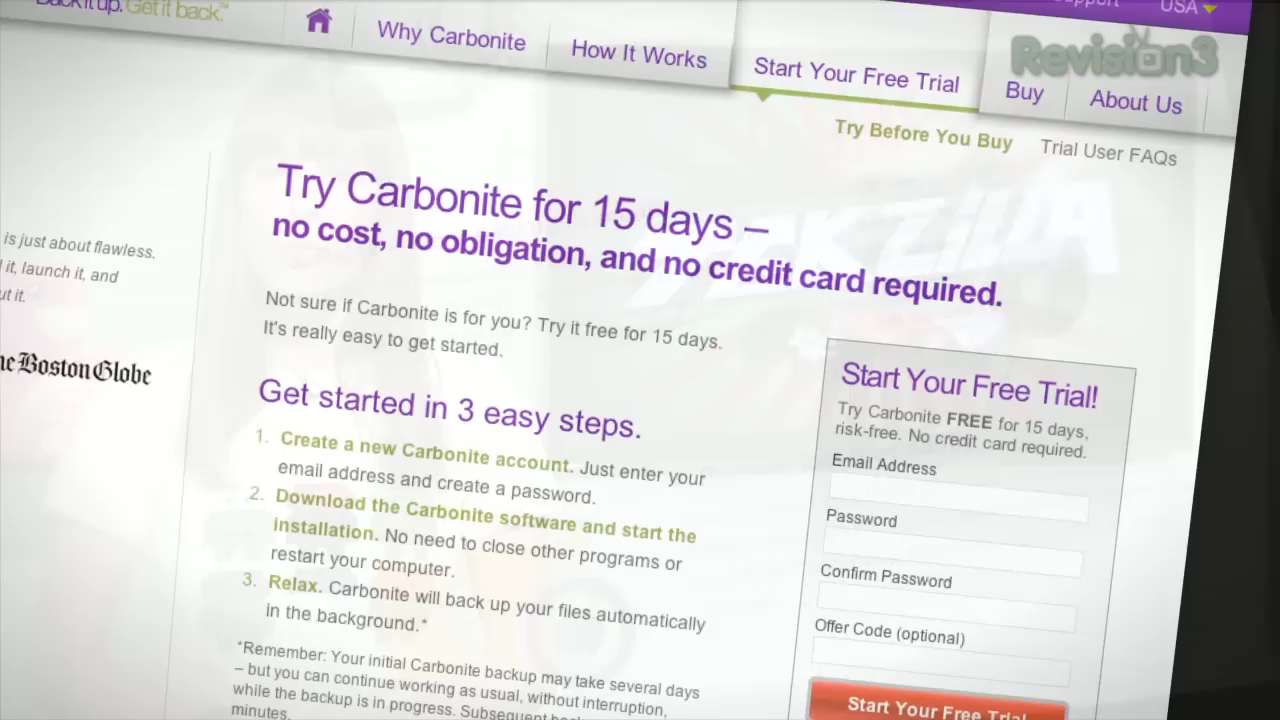 Back it up. Get it back.™
Support
USA
Why Carbonite
How It Works
Start Your Free Trial
Buy
About Us
Revision3
Try Before You Buy
Trial User FAQs
Try Carbonite for 15 days –
no cost, no obligation, and no credit card required.
is just about flawless.
it, launch it, and
ut it.
The Boston Globe
Not sure if Carbonite is for you? Try it free for 15 days.
It's really easy to get started.
Get started in 3 easy steps.
1. Create a new Carbonite account. Just enter your
email address and create a password.
2. Download the Carbonite software and start the
installation. No need to close other programs or
restart your computer.
3. Relax. Carbonite will back up your files automatically
in the background.*
*Remember: Your initial Carbonite backup may take several days
– but you can continue working as usual, without interruption,
while the backup is in progress. Subsequent
minutes.
Start Your Free Trial!
Try Carbonite FREE for 15 days,
risk-free. No credit card required.
Email Address
Password
Confirm Password
Offer Code (optional)
Start Your Free Trial
TEKZILLA